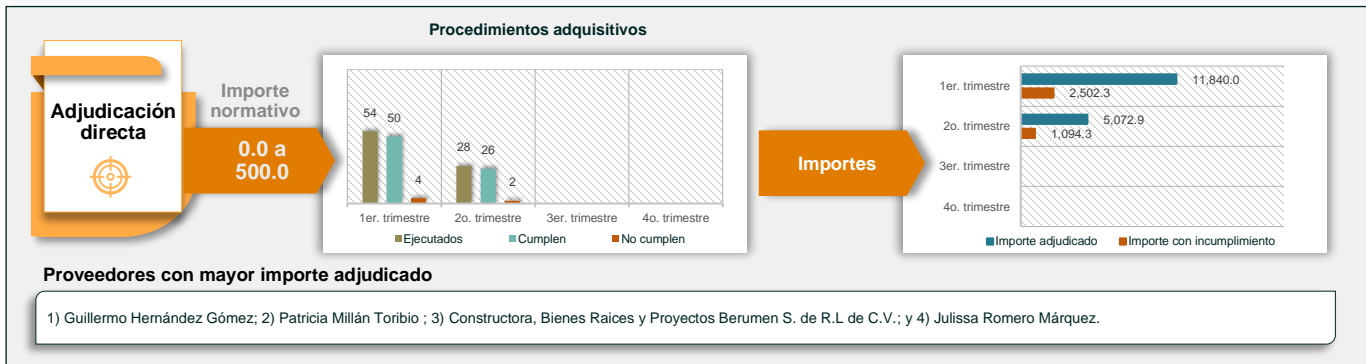 Procedimientos adquisitivos
Adjudicación
directa
Importe
normativo
0.0 a
500.0
54
50
4
28
26
2
1er. trimestre
2o. trimestre
3er. trimestre
4o. trimestre
Ejecutados
Cumplen
No cumplen
Importes
1er. trimestre
11,840.0
2,502.3
2o. trimestre
5,072.9
1,094.3
3er. trimestre
4o. trimestre
Importe adjudicado
Importe con incumplimiento
Proveedores con mayor importe adjudicado
1) Guillermo Hernández Gómez; 2) Patricia Millán Toribio ; 3) Constructora, Bienes Raices y Proyectos Berumen S. de R.L de C.V.; y 4) Julissa Romero Márquez.